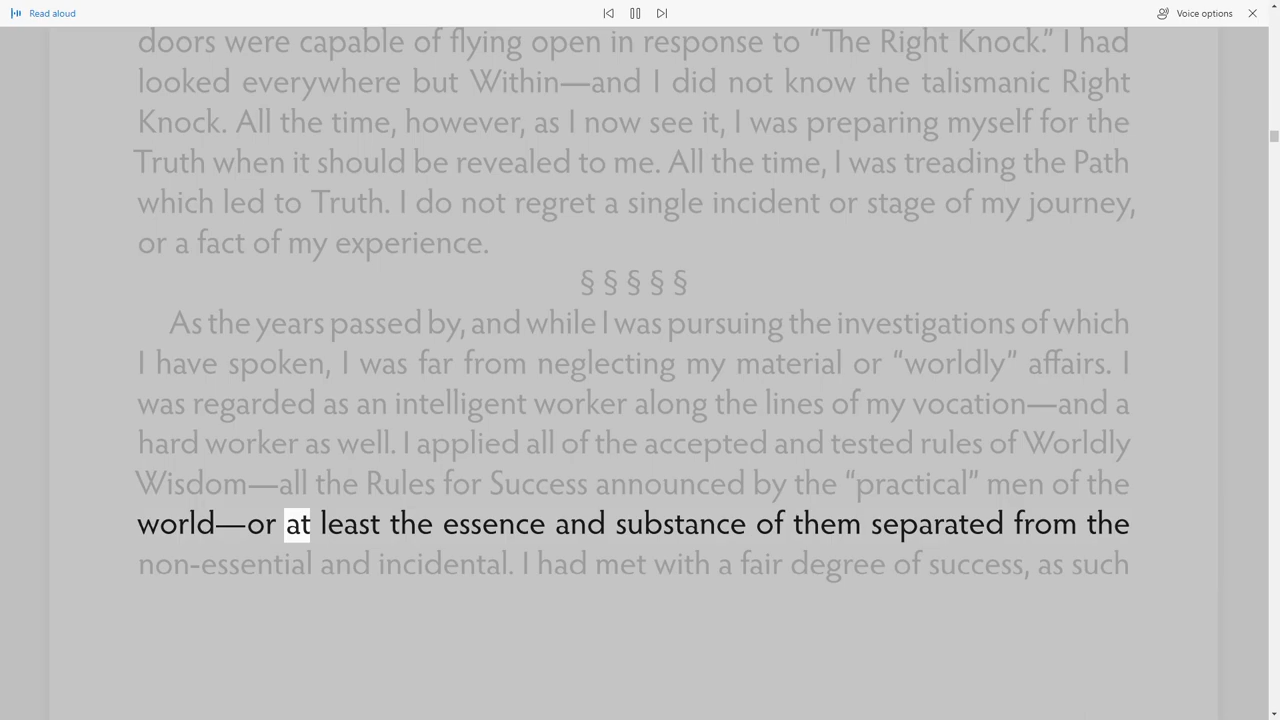 Read aloud
Voice options
doors were capable of flying open in response to “The Right Knock.” I had
looked everywhere but Within—and I did not know the talismanic Right
Knock. All the time, however, as I now see it, I was preparing myself for the
Truth when it should be revealed to me. All the time, I was treading the Path
which led to Truth. I do not regret a single incident or stage of my journey,
or a fact of my experience.
§ § § § §
As the years passed by, and while I was pursuing the investigations of which
I have spoken, I was far from neglecting my material or “worldly” affairs. I
was regarded as an intelligent worker along the lines of my vocation—and a
hard worker as well. I applied all of the accepted and tested rules of Worldly
Wisdom—all the Rules for Success announced by the “practical” men of the
world—or at least the essence and substance of them separated from the
non-essential and incidental. I had met with a fair degree of success, as such